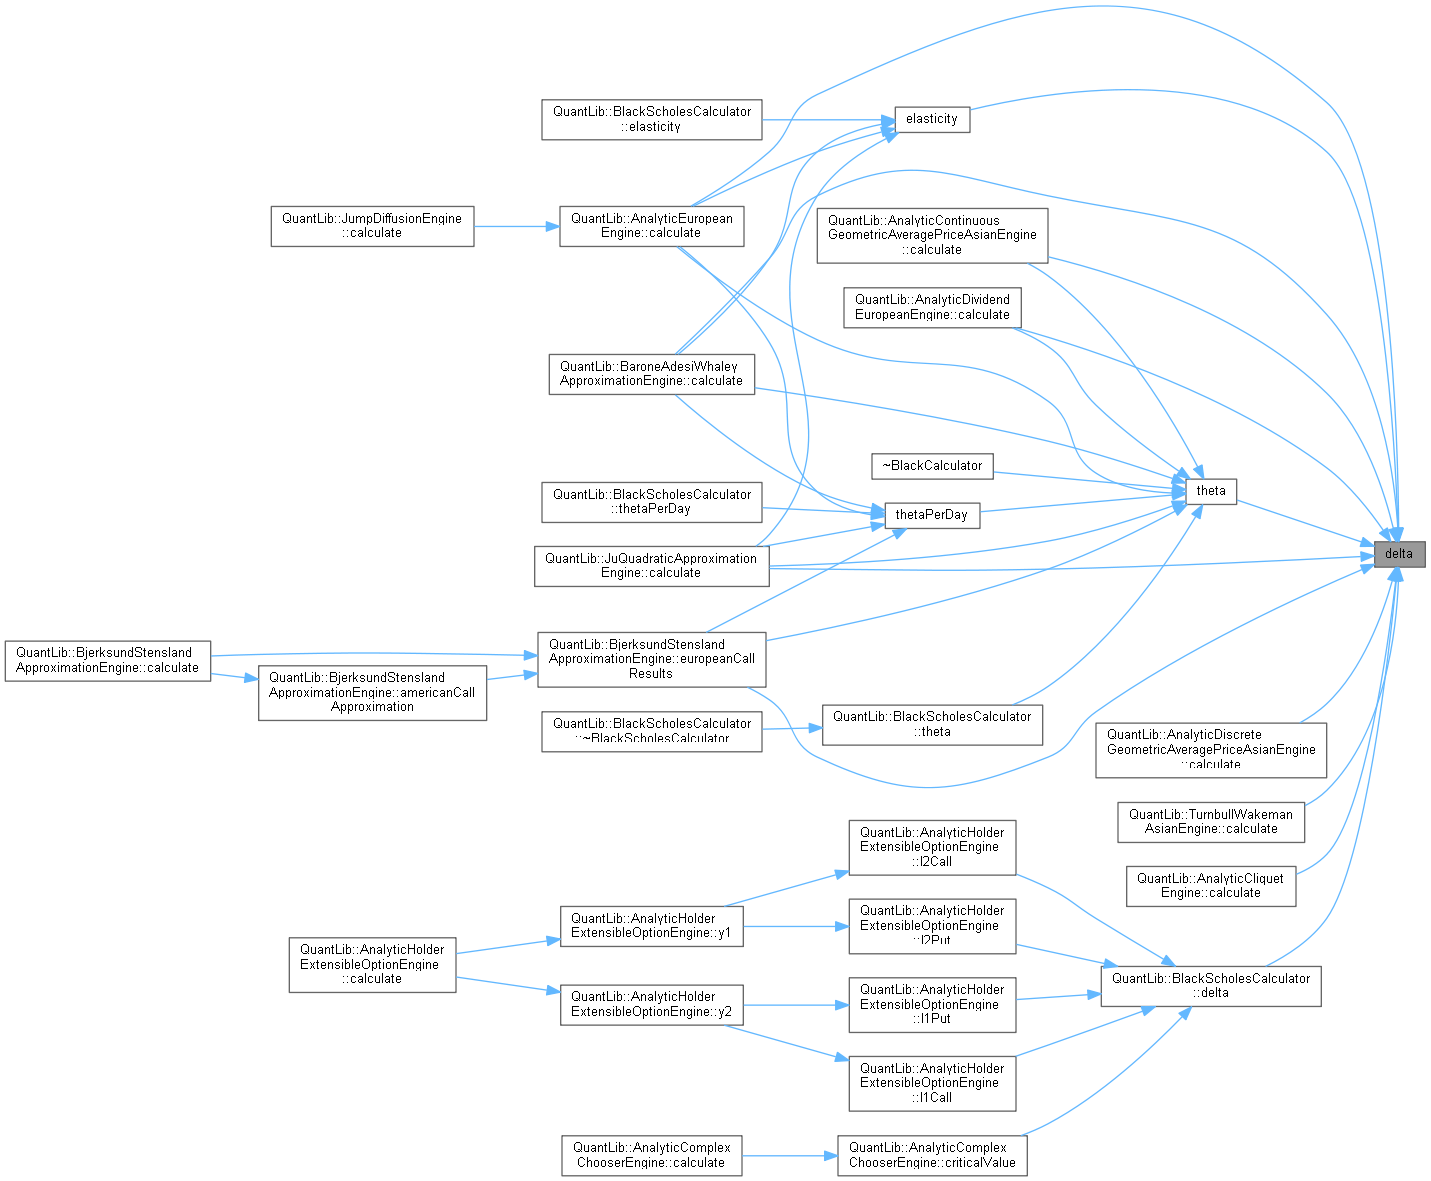 QuantLib::BlackScholesCalculator
::elasticity
elasticity
QuantLib::JumpDiffusionEngine
::calculate
QuantLib::AnalyticEuropean
Engine::calculate
QuantLib::AnalyticContinuous
GeometricAveragePriceAsianEngine
::calculate
QuantLib::AnalyticDividend
EuropeanEngine::calculate
QuantLib::BaroneAdesiWhaley
ApproximationEngine::calculate
~BlackCalculator
theta
QuantLib::BlackScholesCalculator
::thetaPerDay
thetaPerDay
delta
QuantLib::JuQuadraticApproximation
Engine::calculate
QuantLib::BjerksundStensland
ApproximationEngine::calculate
QuantLib::BjerksundStensland
ApproximationEngine::americanCall
Approximation
QuantLib::BjerksundStensland
ApproximationEngine::europeanCall
Results
QuantLib::BlackScholesCalculator
::~BlackScholesCalculator
QuantLib::BlackScholesCalculator
::theta
QuantLib::AnalyticDiscrete
GeometricAveragePriceAsianEngine
::calculate
QuantLib::TurnbullWakeman
AsianEngine::calculate
QuantLib::AnalyticCliquet
Engine::calculate
QuantLib::AnalyticHolder
ExtensibleOptionEngine
::I2Call
QuantLib::AnalyticHolder
ExtensibleOptionEngine::y1
QuantLib::AnalyticHolder
ExtensibleOptionEngine
::I2Put
QuantLib::AnalyticHolder
ExtensibleOptionEngine
::calculate
QuantLib::BlackScholesCalculator
::delta
QuantLib::AnalyticHolder
ExtensibleOptionEngine::y2
QuantLib::AnalyticHolder
ExtensibleOptionEngine
::I1Put
QuantLib::AnalyticHolder
ExtensibleOptionEngine
::I1Call
QuantLib::AnalyticComplex
ChooserEngine::calculate
QuantLib::AnalyticComplex
ChooserEngine::criticalValue